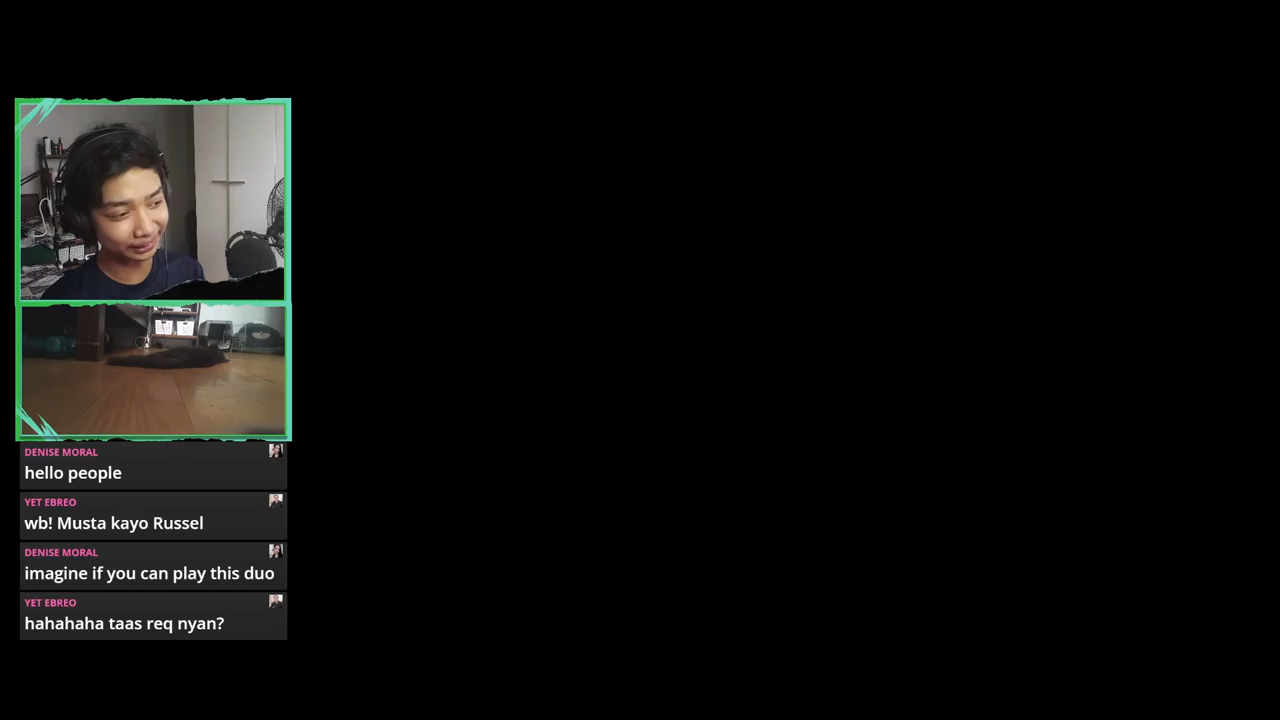 DENISE MORAL
hello people
YET EBREO
wb! Musta kayo Russel
DENISE MORAL
imagine if you can play this duo
YET EBREO
hahahaha taas req nyan?